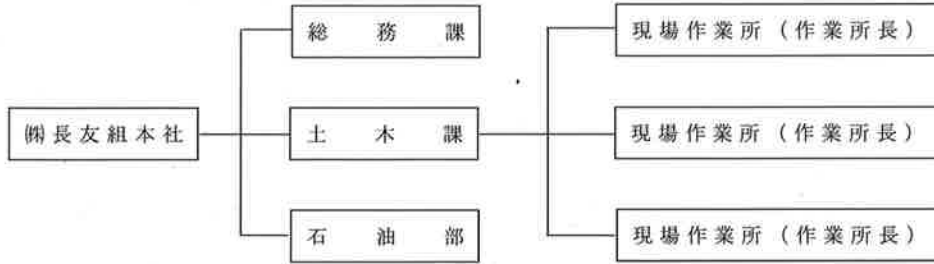 総務課
現場作業所（作業所長）
㈱長友組本社
土木課
現場作業所（作業所長）
石油部
現場作業所（作業所長）